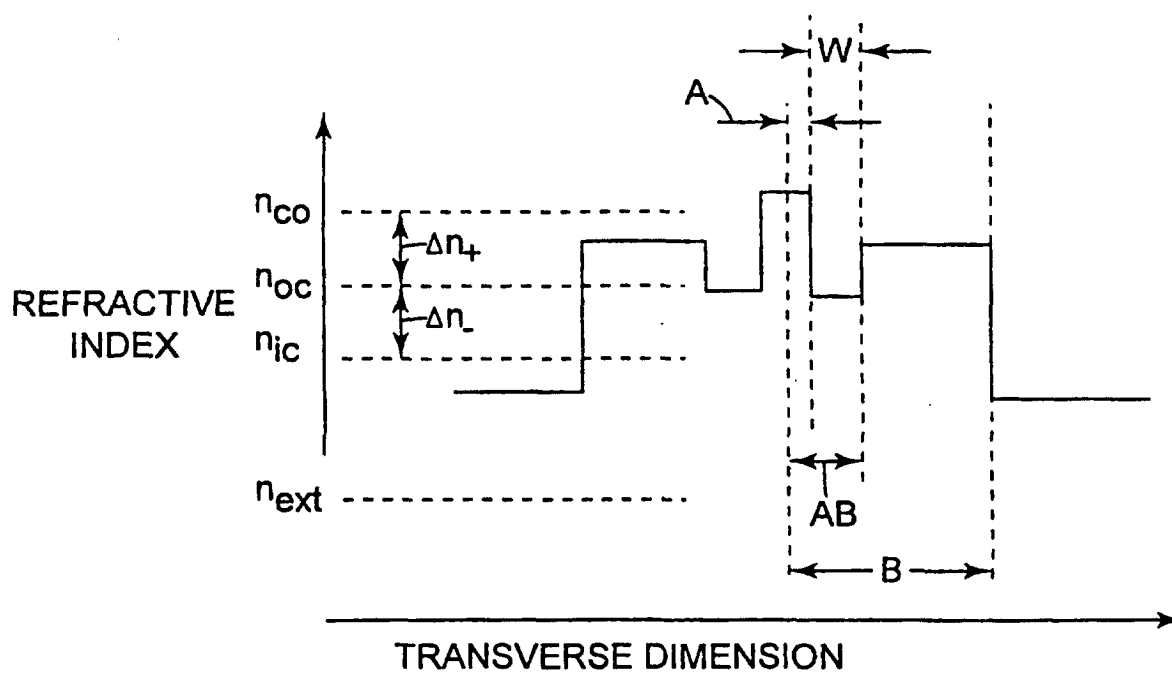 W
A
n_co
Δn_+
n_oc
REFRACTIVE
INDEX
Δn_-
n_ic
n_ext
AB
B
TRANSVERSE DIMENSION